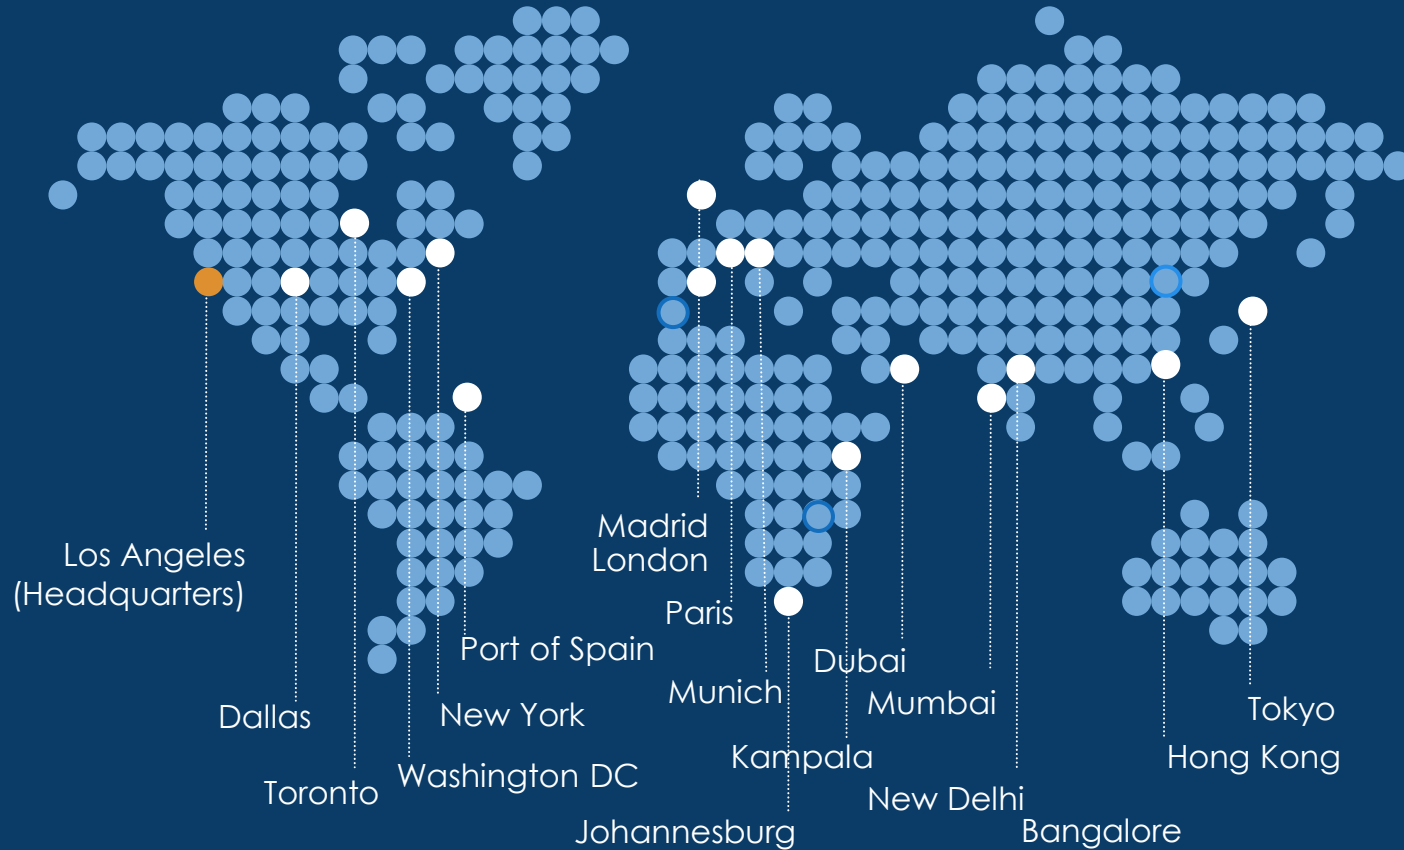 Madrid
London
Los Angeles
(Headquarters)
Paris
Port of Spain
Dubai
Munich
Mumbai
Dallas
New York
Tokyo
Kampala
Hong Kong
Washington DC
Toronto
New Delhi
Johannesburg
Bangalore